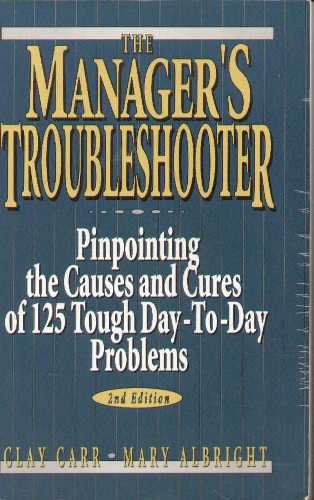 THE
MANAGER'S
TROUBLESHOOTER
Pinpointing
the Causes and Cures
of 125 Tough Day-To-Day
Problems
2nd Edition
CLAY CARR · MARY ALBRIGHT